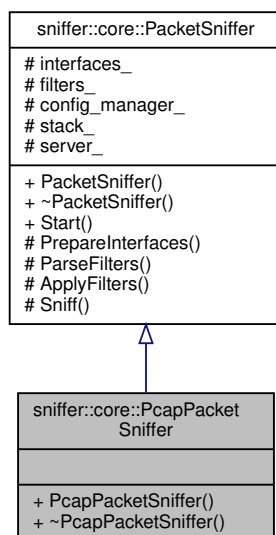 sniffer::core::PacketSniffer
# interfaces_
# filters_
# config_manager_
# stack_
# server_
+ PacketSniffer()
+ ~PacketSniffer()
+ Start()
# PrepareInterfaces()
# ParseFilters()
# ApplyFilters()
# Sniff()
sniffer::core::PcapPacket
Sniffer
+ PcapPacketSniffer()
+ ~PcapPacketSniffer()